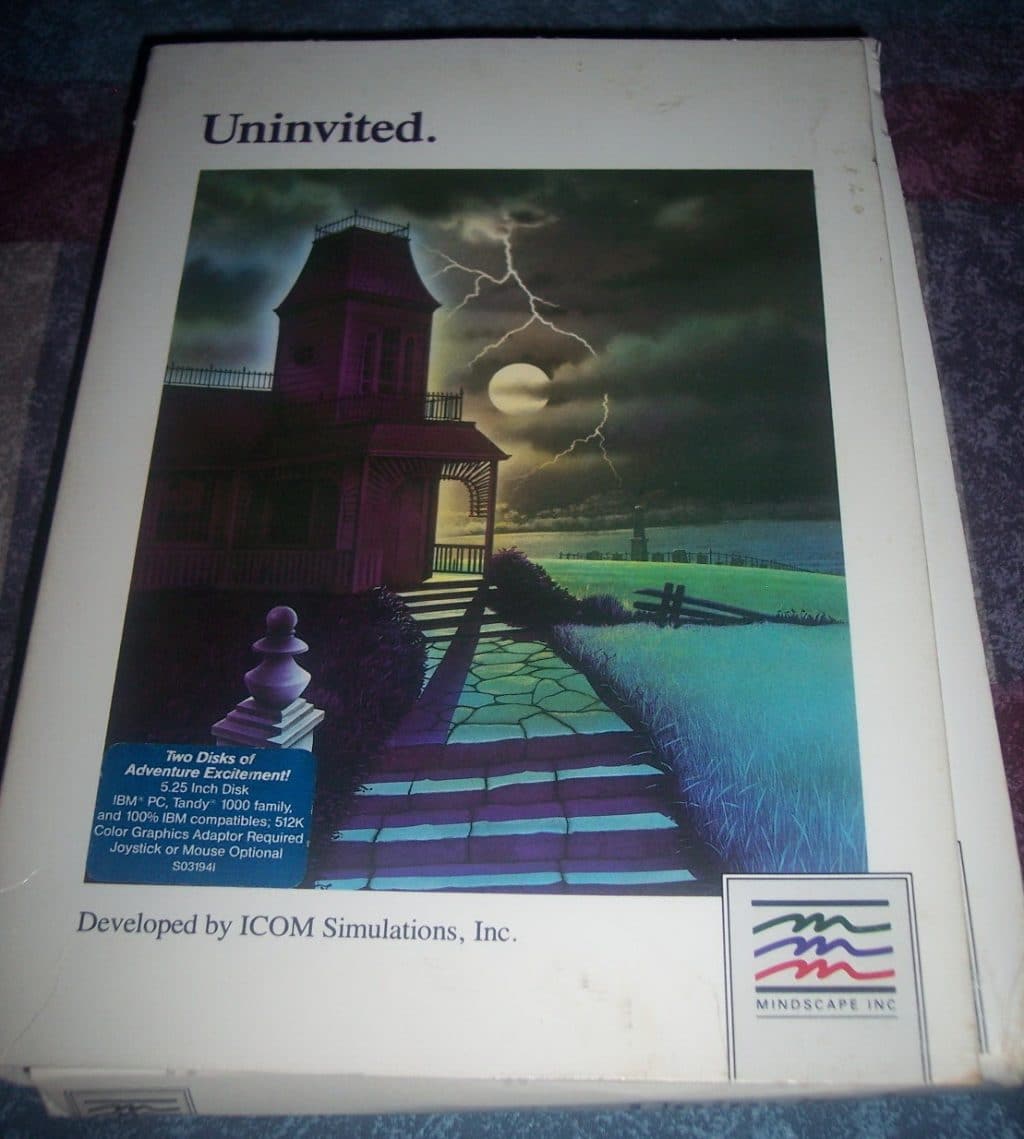 Uninvited.
Two Disks of
Adventure Excitement!
5.25 Inch Disk
IBM® PC, Tandy® 1000 family,
and 100% IBM compatibles; 512K
Color Graphics Adaptor Required
Joystick or Mouse Optional
S03194I
Developed by ICOM Simulations, Inc.
MINDSCAPE INC